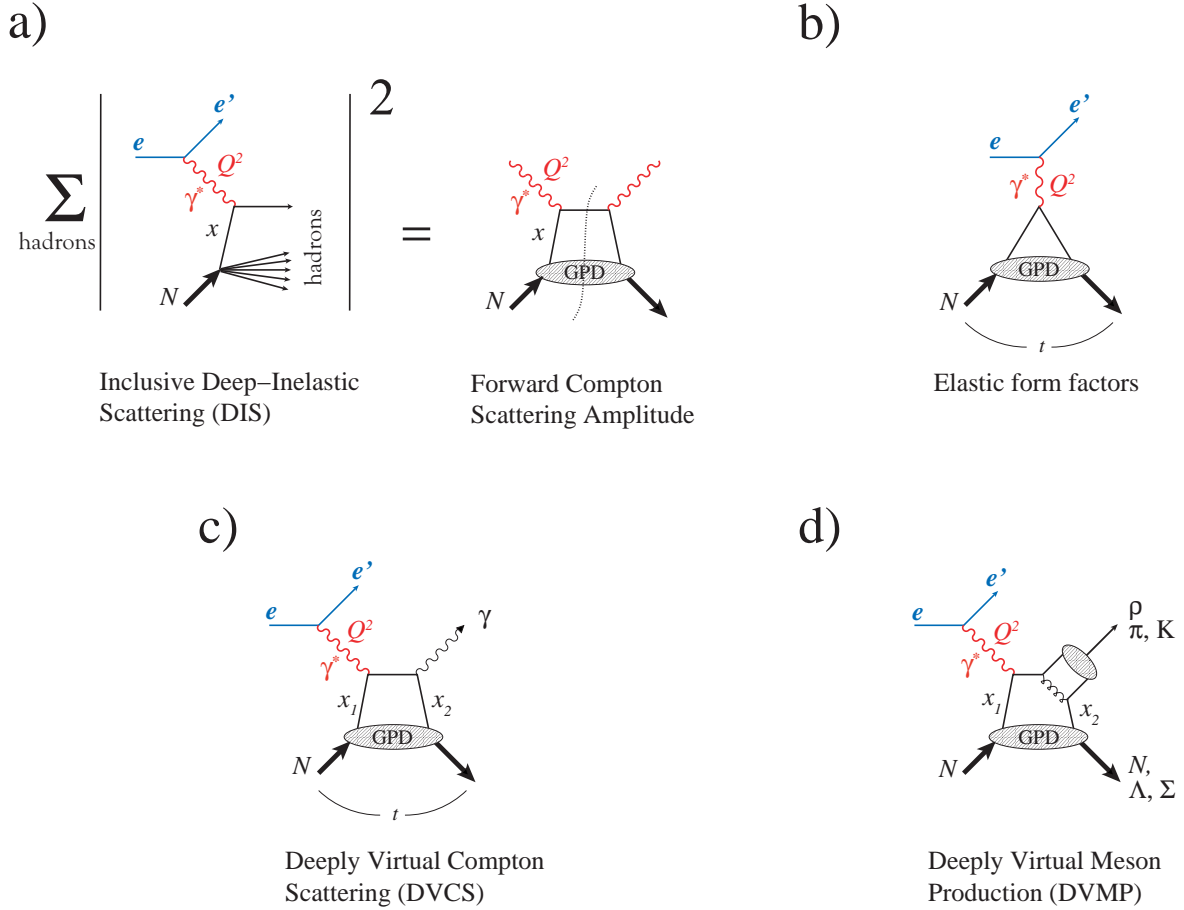 a)
b)
Σ
hadrons
e
e’
Q²
γ*
x
N
hadrons
2
=
Q²
γ*
x
GPD
N
e
e’
γ*
Q²
GPD
N
t
Inclusive Deep–Inelastic
Scattering (DIS)
Forward Compton
Scattering Amplitude
Elastic form factors
c)
d)
e
e’
Q²
γ*
γ
x₁
x₂
GPD
N
t
e
e’
Q²
γ*
ρ
π, K
x₁
x₂
GPD
N
N,
Λ, Σ
Deeply Virtual Compton
Scattering (DVCS)
Deeply Virtual Meson
Production (DVMP)